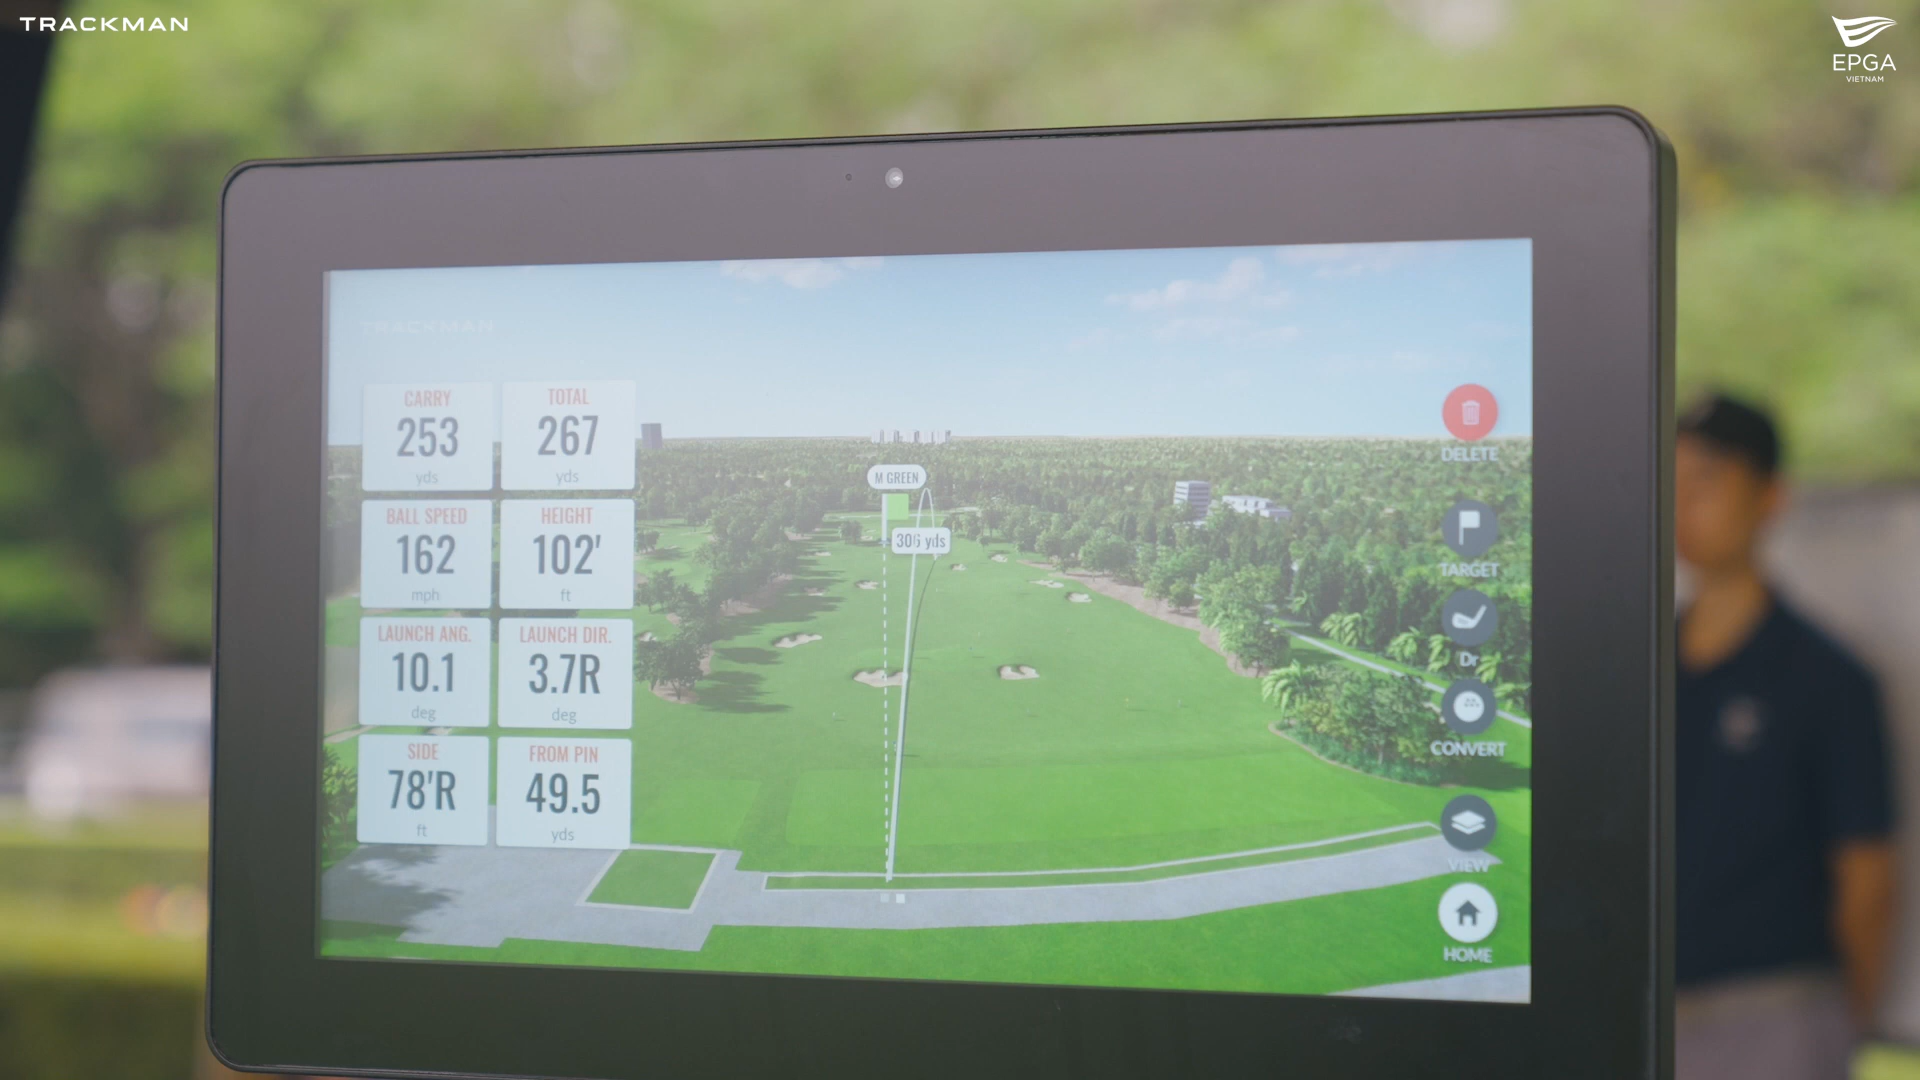 TRACKMAN
EPGA
VIETNAM
TRACKMAN
CARRY
253
yds
TOTAL
267
yds
BALL SPEED
162
mph
HEIGHT
102'
ft
LAUNCH ANG.
10.1
deg
LAUNCH DIR.
3.7R
deg
SIDE
78'R
ft
FROM PIN
49.5
yds
M GREEN
306 yds
DELETE
TARGET
Dr
CONVERT
VIEW
HOME